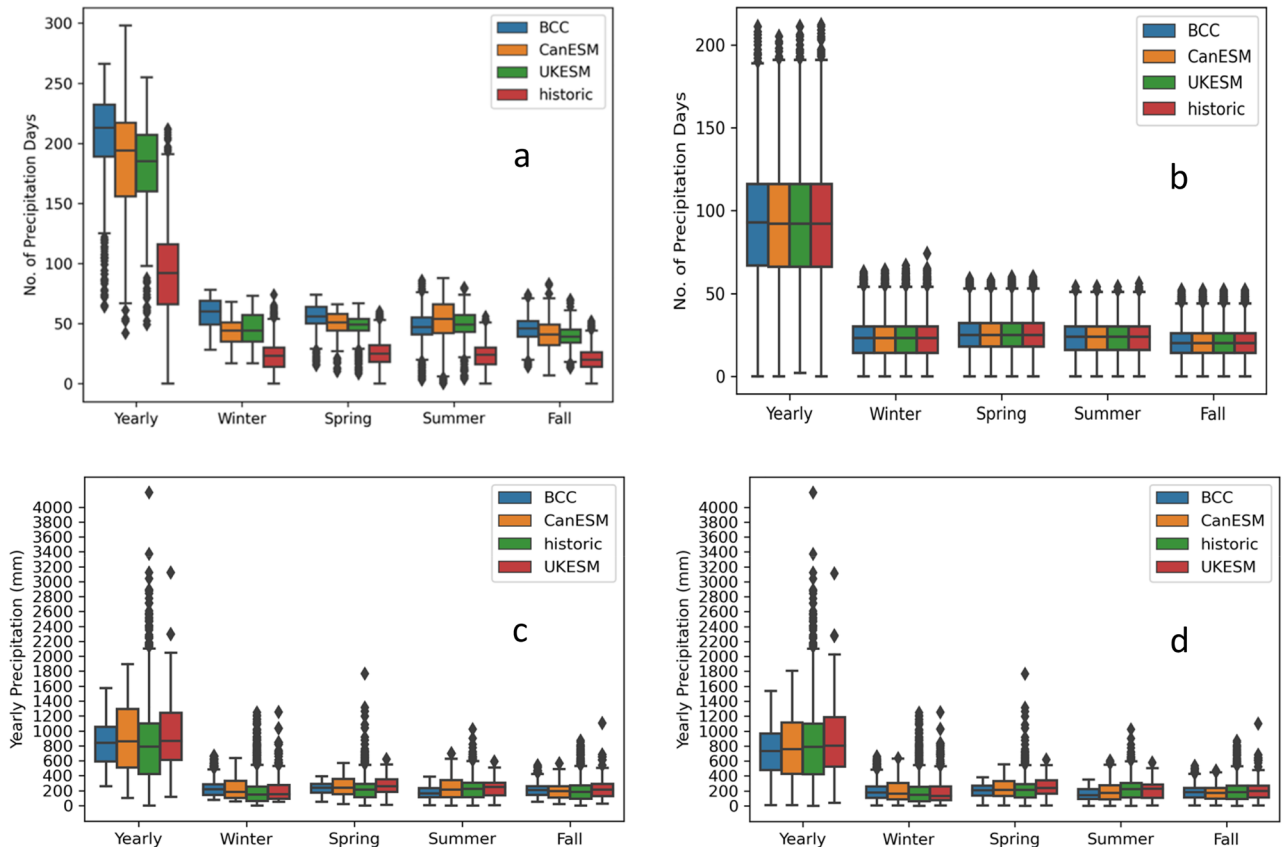 No. of Precipitation Days
300
250
200
150
100
50
0
BCC
CanESM
UKESM
historic
a
Yearly Winter Spring Summer Fall
No. of Precipitation Days
200
150
100
50
0
BCC
CanESM
UKESM
historic
b
Yearly Winter Spring Summer Fall
Yearly Precipitation (mm)
4000
3800
3600
3400
3200
3000
2800
2600
2400
2200
2000
1800
1600
1400
1200
1000
800
600
400
200
0
BCC
CanESM
historic
UKESM
c
Yearly Winter Spring Summer Fall
Yearly Precipitation (mm)
4000
3800
3600
3400
3200
3000
2800
2600
2400
2200
2000
1800
1600
1400
1200
1000
800
600
400
200
0
BCC
CanESM
historic
UKESM
d
Yearly Winter Spring Summer Fall